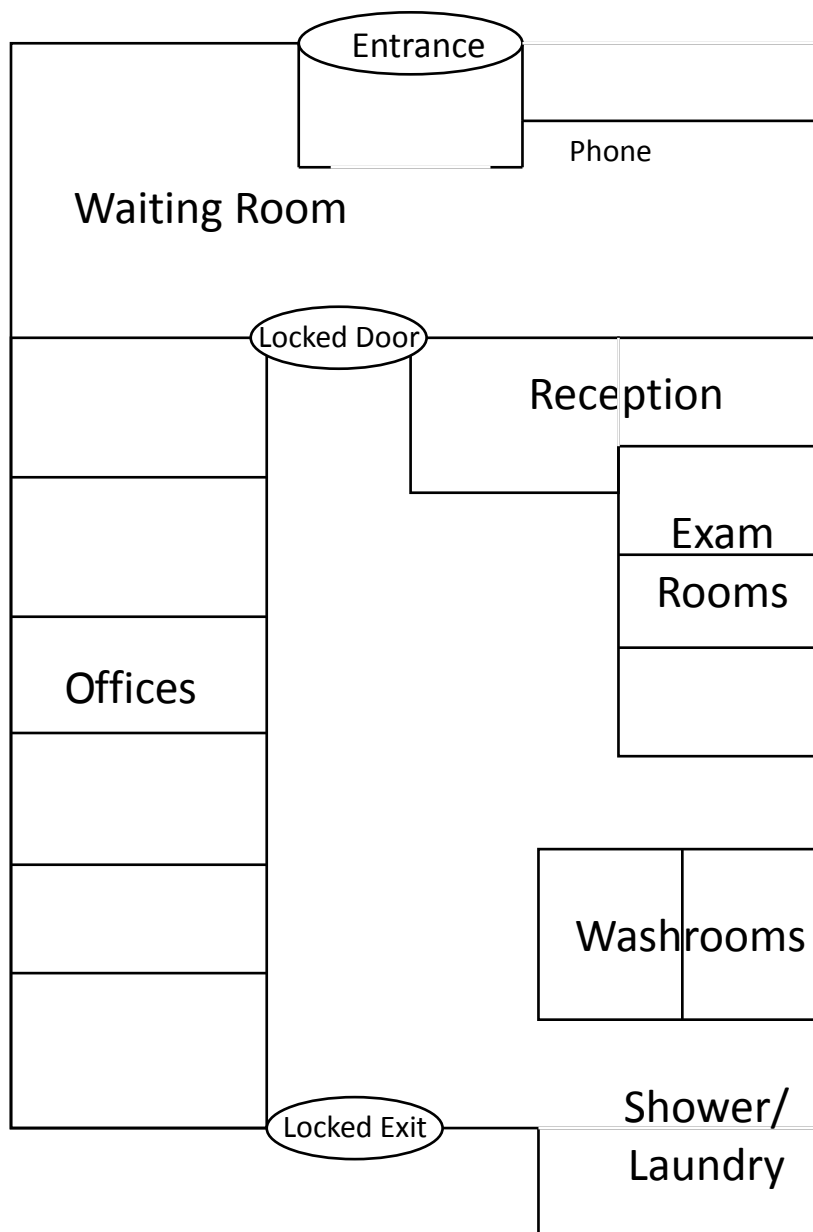 Entrance
Phone
Waiting Room
Locked Door
Reception
Exam
Rooms
Offices
Washrooms
Shower/
Laundry
Locked Exit